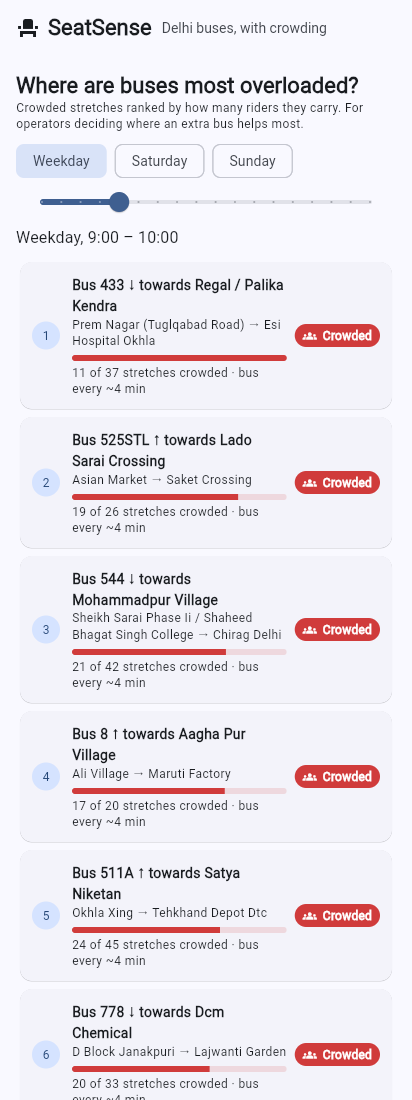 SeatSense Delhi buses, with crowding
Where are buses most overloaded?
Crowded stretches ranked by how many riders they carry. For
operators deciding where an extra bus helps most.
Weekday Saturday Sunday
Weekday, 9:00 – 10:00
Bus 433 ↓ towards Regal / Palika
Kendra
1
Prem Nagar (Tuglqabad Road) → Esi
Hospital Okhla
Crowded
11 of 37 stretches crowded · bus
every ~4 min
Bus 525STL ↑ towards Lado
Sarai Crossing
2
Asian Market → Saket Crossing
Crowded
19 of 26 stretches crowded · bus
every ~4 min
Bus 544 ↓ towards
Mohammadpur Village
3
Sheikh Sarai Phase Ii / Shaheed
Bhagat Singh College → Chirag Delhi
Crowded
21 of 42 stretches crowded · bus
every ~4 min
Bus 8 ↑ towards Aagha Pur
Village
4
Ali Village → Maruti Factory
Crowded
17 of 20 stretches crowded · bus
every ~4 min
Bus 511A ↑ towards Satya
Niketan
5
Okhla Xing → Tehkhand Depot Dtc
Crowded
24 of 45 stretches crowded · bus
every ~4 min
Bus 778 ↓ towards Dcm
Chemical
6
D Block Janakpuri → Lajwanti Garden
Crowded
20 of 33 stretches crowded · bus
every ~4 min